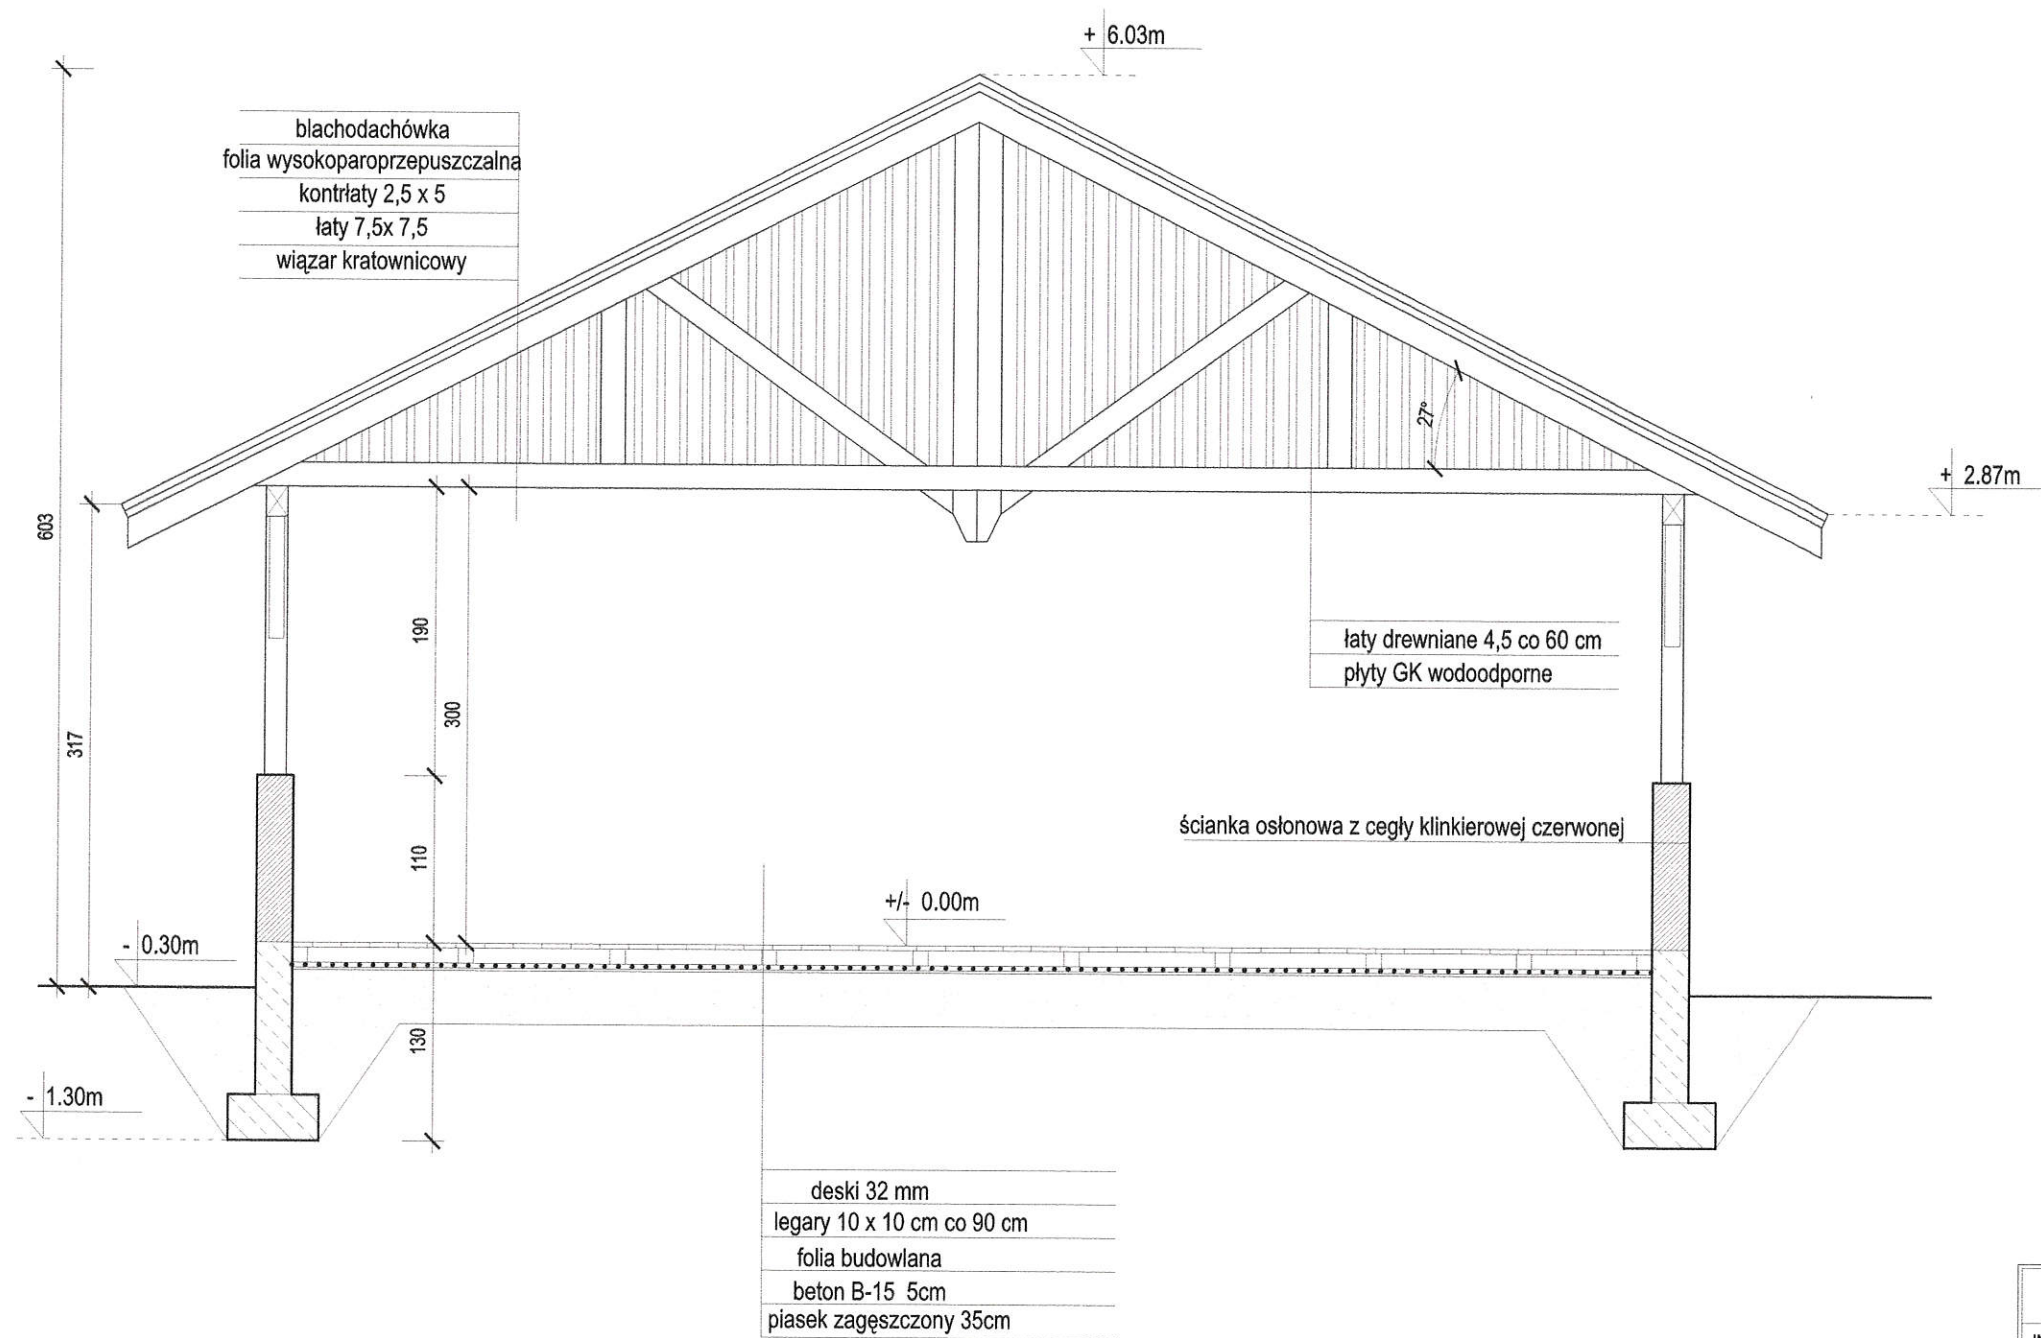 + 6.03m
blachodachówka
folia wysokoparoprzepuszczalna
kontrłaty 2,5 x 5
łaty 7,5x 7,5
wiązar kratownicowy
27°
+ 2.87m
603
317
190
300
110
130
łaty drewniane 4,5 co 60 cm
płyty GK wodoodporne
ścianka osłonowa z cegły klinkierowej czerwonej
+/- 0.00m
- 0.30m
- 1.30m
deski 32 mm
legary 10 x 10 cm co 90 cm
folia budowlana
beton B-15 5cm
piasek zagęszczony 35cm